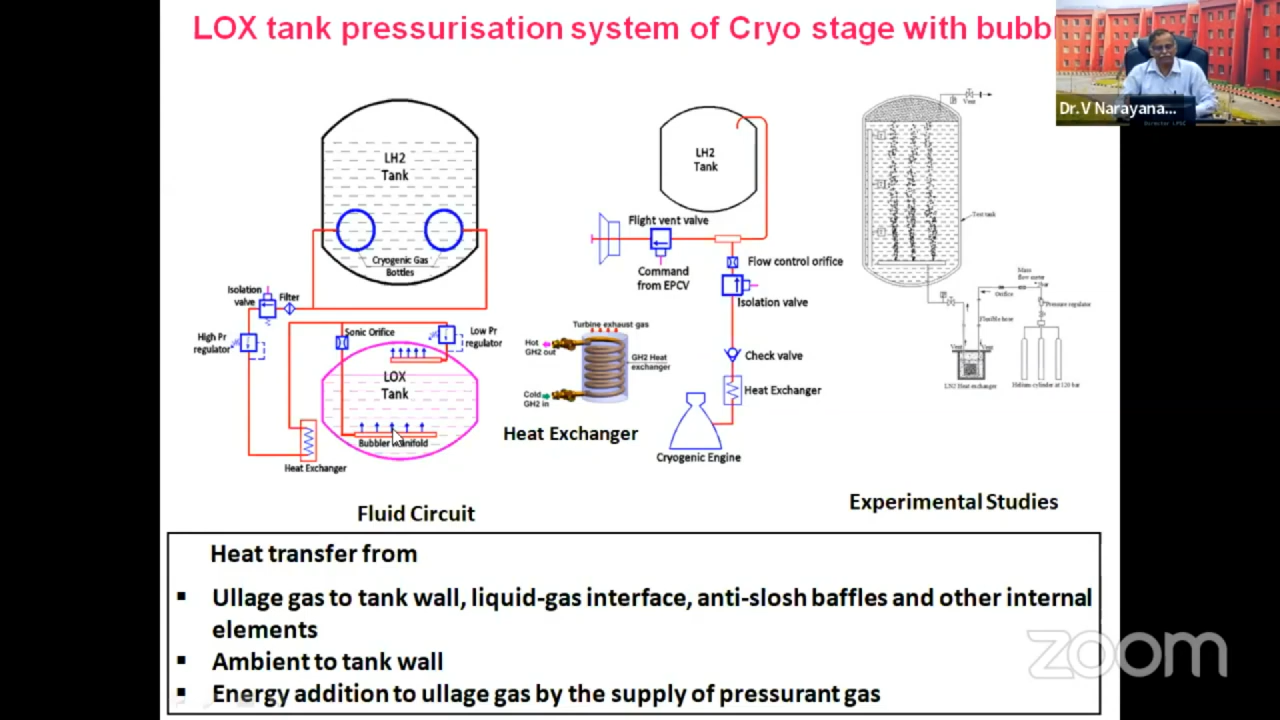 LOX tank pressurisation system of Cryo stage with bubbl
Dr.V Narayana...
LH2
Tank
Cryogenic Gas
Bottles
Isolation
valve
Filter
High Pr
regulator
Sonic Orifice
Low Pr
regulator
LOX
Tank
Bubbler Manifold
Heat Exchanger
Fluid Circuit
LH2
Tank
Flight vent valve
Command
from EPCV
Flow control orifice
Isolation valve
Check valve
Heat Exchanger
Cryogenic Engine
Turbine exhaust gas
Hot
GH2 out
GH2 Heat
exchanger
Cold
GH2 in
Heat Exchanger
Vent
Test tank
Mass
flow meter
Orifice
Pressure regulator
Flexible hose
Vent
Vent
LN2 Heat exchanger
Helium cylinder at 120 bar
Experimental Studies
Heat transfer from
▪ Ullage gas to tank wall, liquid-gas interface, anti-slosh baffles and other internal
elements
▪ Ambient to tank wall
▪ Energy addition to ullage gas by the supply of pressurant gas
zoom